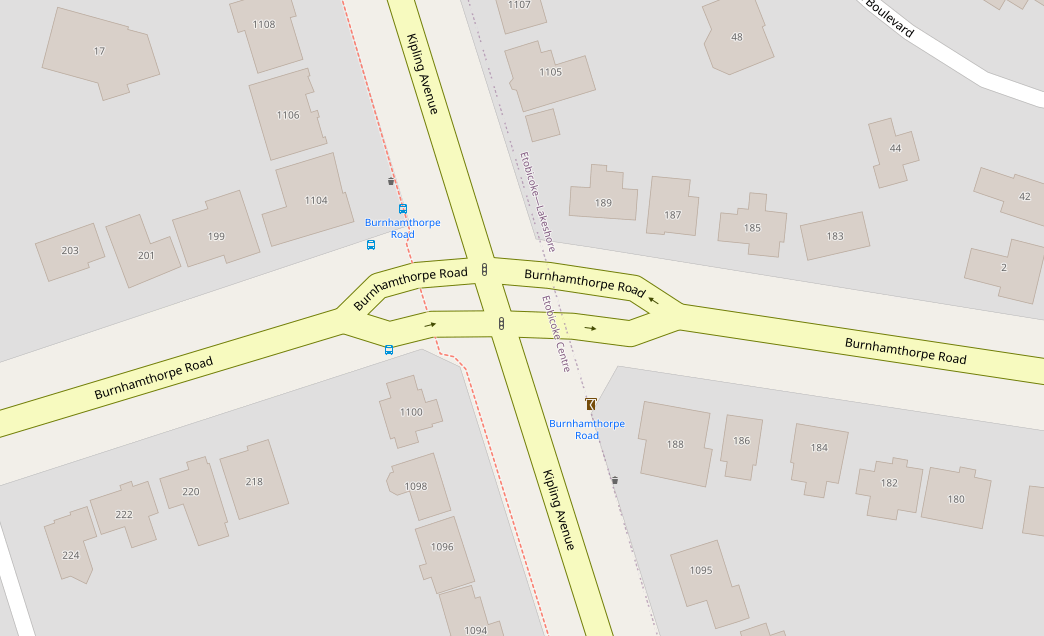 1107
Boulevard
1108
17
48
Kipling Avenue
1105
1106
44
Etobicoke—Lakeshore
1104
42
189
187
185
183
Burnhamthorpe
Road
203
201
199
2
Burnhamthorpe Road
Burnhamthorpe Road
Etobicoke Centre
Burnhamthorpe Road
Burnhamthorpe Road
1100
Burnhamthorpe
Road
188
186
184
218
220
222
224
1098
182
180
Kipling Avenue
1096
1095
1094